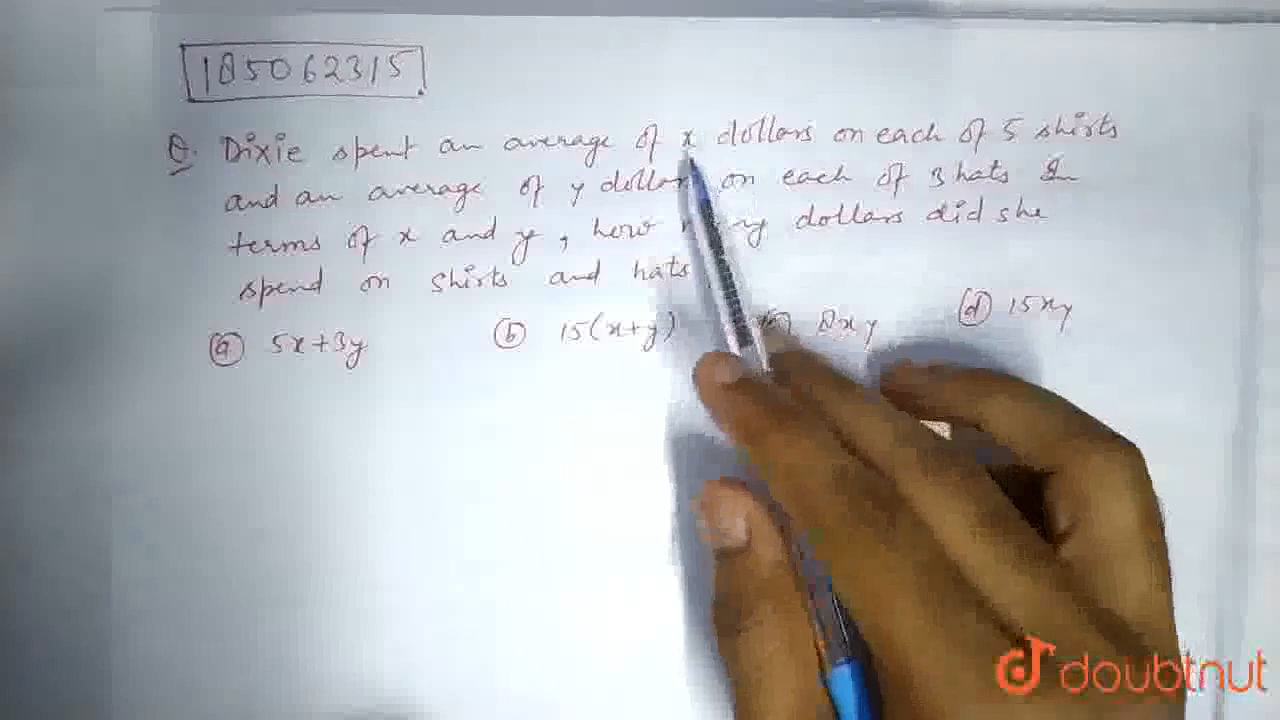 185062315
Q. Dixie spent an average of x dollars on each of 5 shirts
and an average of y dollars on each of 3 hats In
terms of x and y, how dollars did she
spend on shirts and hats
(a) 5x+3y (b) 15(x+y) 8xy (d) 15xy
doubtnut